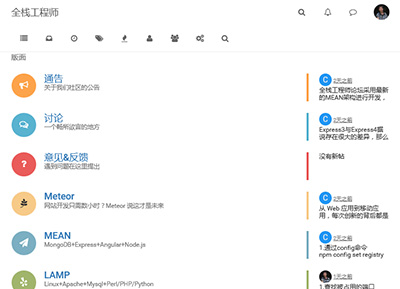 全栈工程师
版面
通告
关于我们社区的公告
2天之前
全栈工程师论坛采用最新
的MEAN架构进行开发，
讨论
一个畅所欲言的地方
2天之前
Express3与Express4据
说存在很大的差异，那么
意见&反馈
遇到问题在这里提出
没有新帖
Meteor
网站开发只需数小时？Meteor 说这才是未来
2天之前
从 Web 应用到移动应
用，每次创新的背后都是
MEAN
MongoDB+Express+Angular+Node.js
2天之前
1.通过config命令
npm config set registry
LAMP
Linux+Apache+Mysql+Perl/PHP/Python
1天之前
1.查找被占用的端口